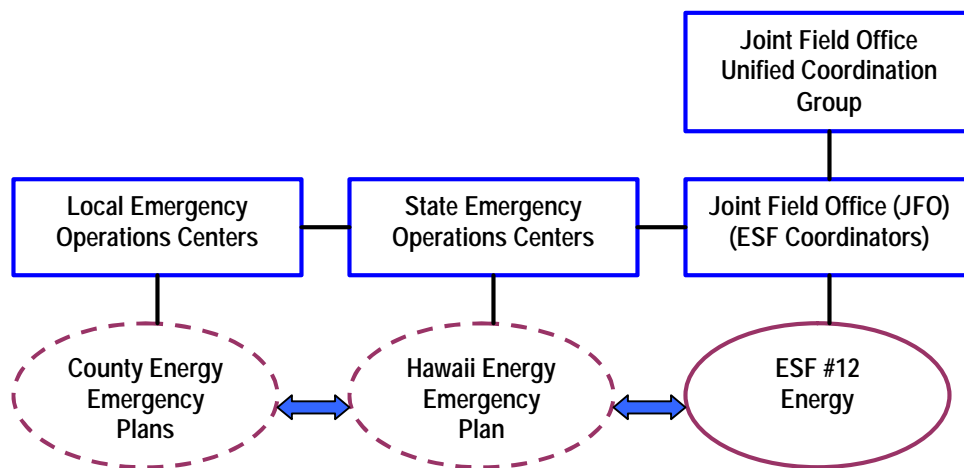 Joint Field Office
Unified Coordination
Group
Local Emergency
Operations Centers
State Emergency
Operations Centers
Joint Field Office (JFO)
(ESF Coordinators)
County Energy
Emergency
Plans
Hawaii Energy
Emergency
Plan
ESF #12
Energy